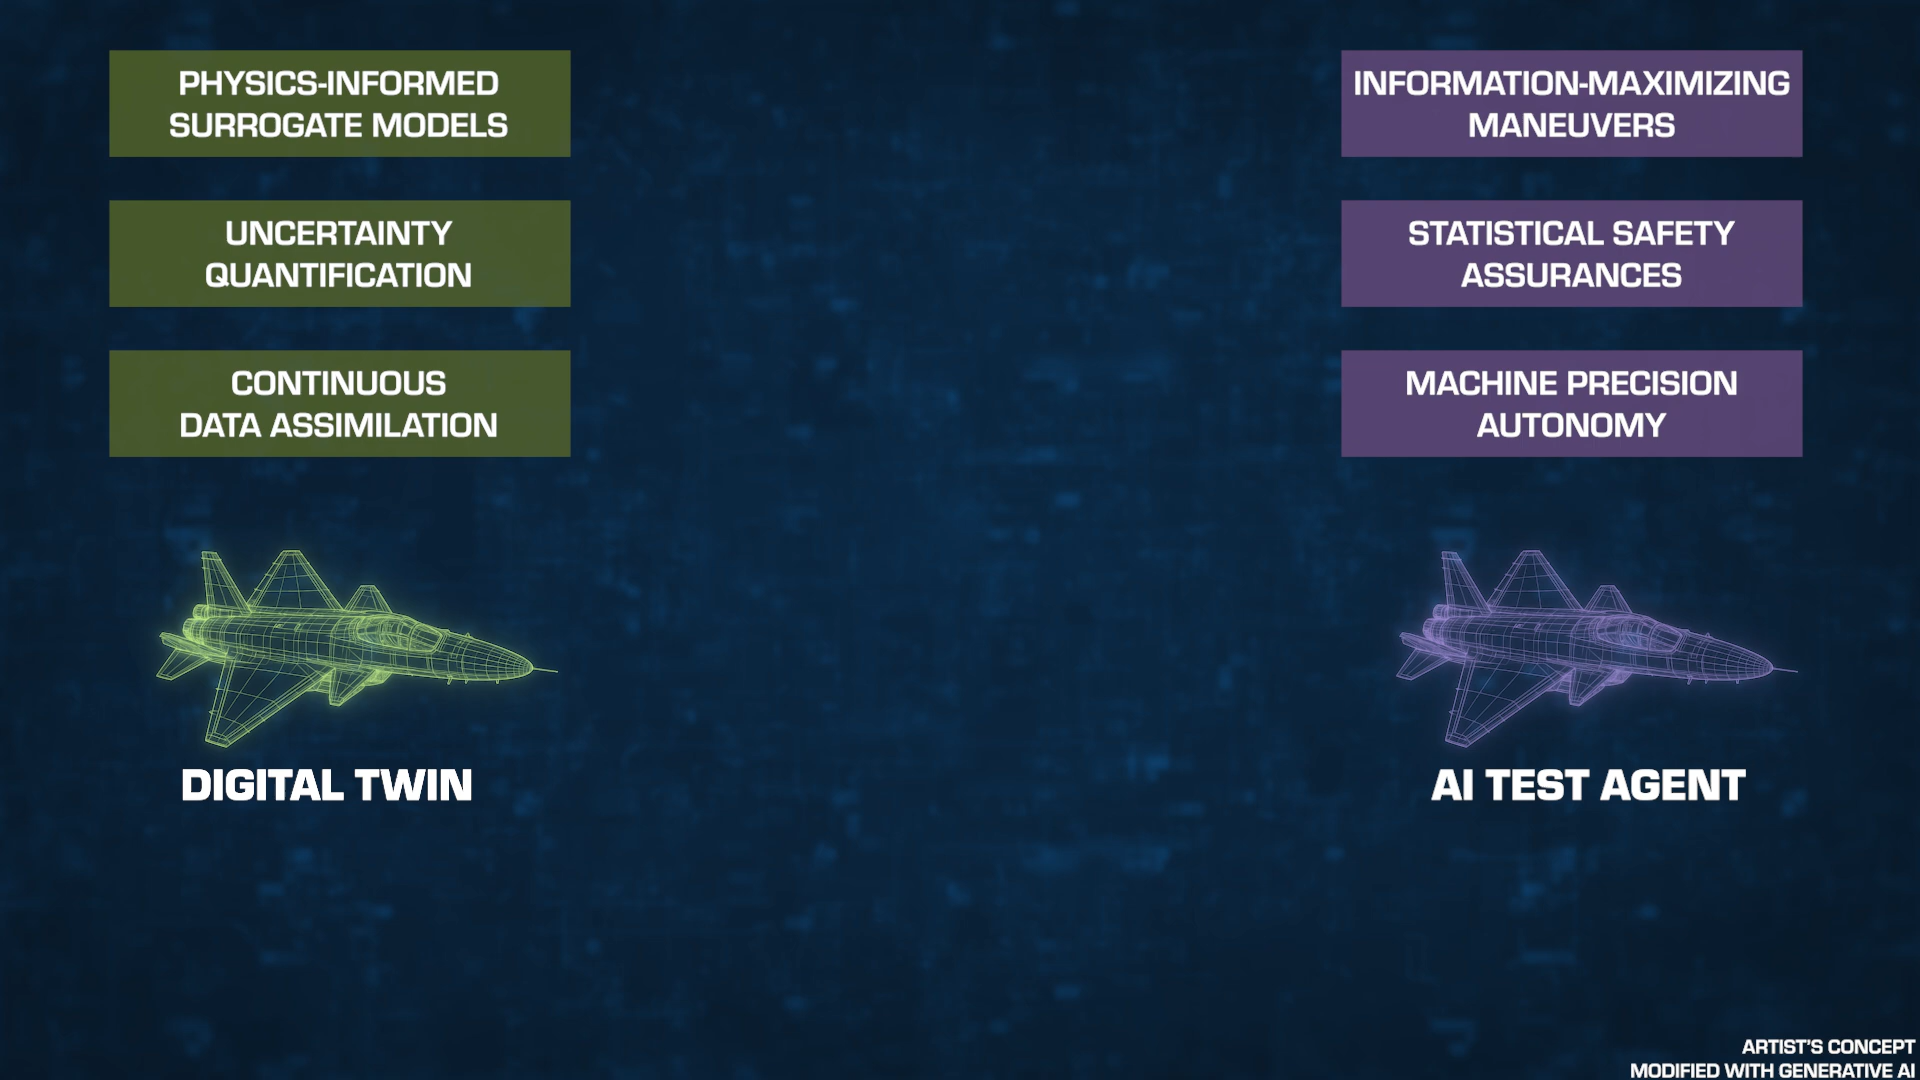 PHYSICS-INFORMED
SURROGATE MODELS
UNCERTAINTY
QUANTIFICATION
CONTINUOUS
DATA ASSIMILATION
DIGITAL TWIN
INFORMATION-MAXIMIZING
MANEUVERS
STATISTICAL SAFETY
ASSURANCES
MACHINE PRECISION
AUTONOMY
AI TEST AGENT
ARTIST'S CONCEPT
MODIFIED WITH GENERATIVE AI